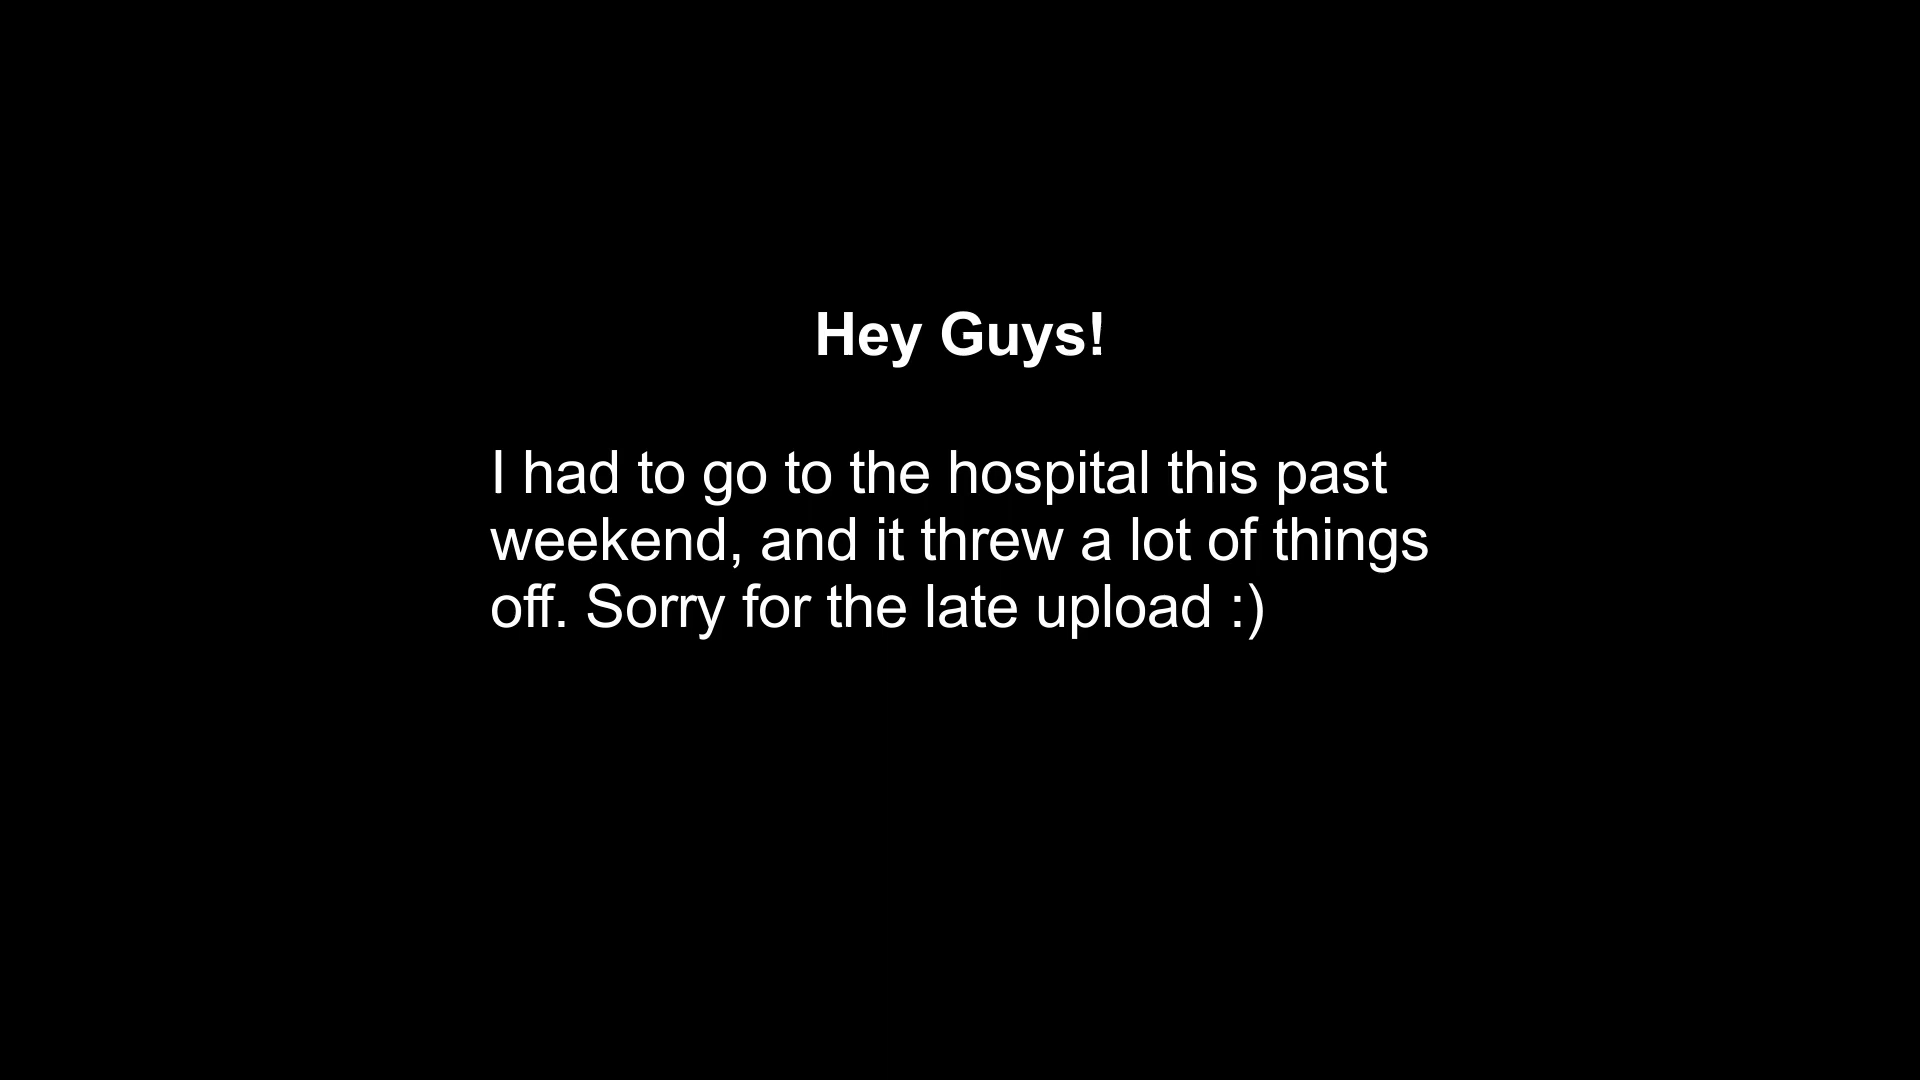 Hey Guys!
I had to go to the hospital this past
weekend, and it threw a lot of things
off. Sorry for the late upload :)